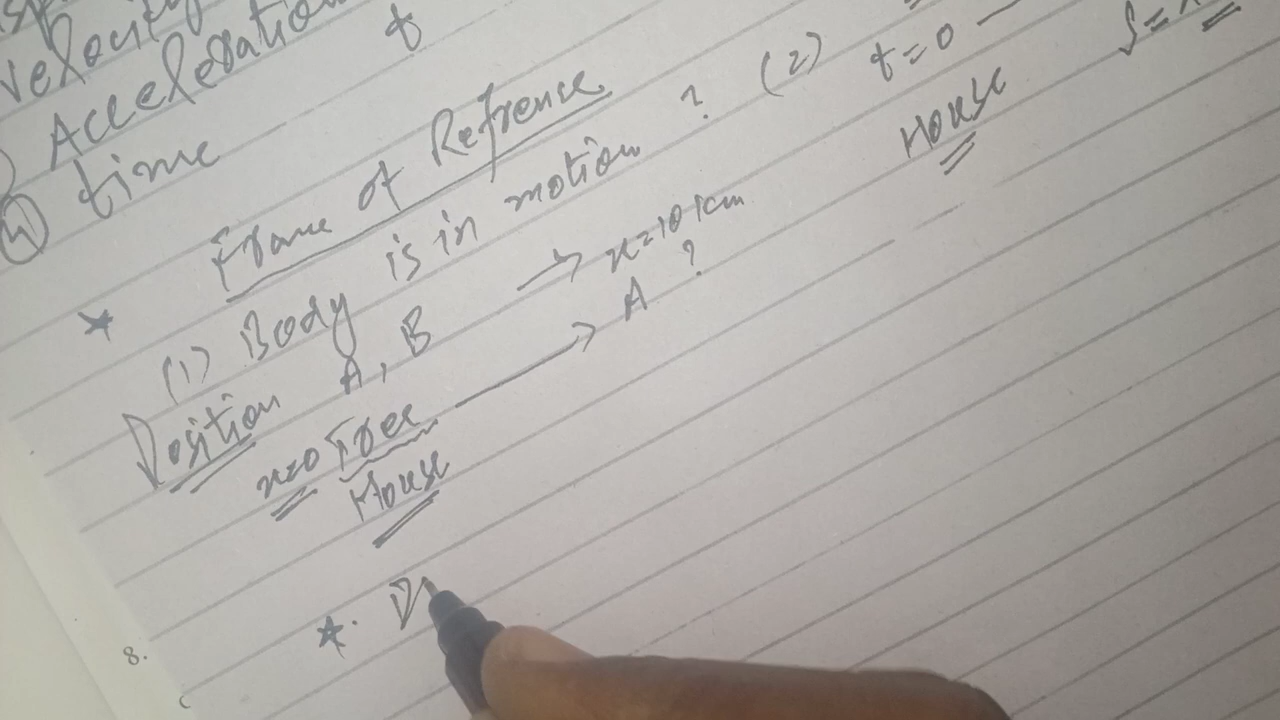 Velocity
Acceleration
t
(4) time
(2) t=0
House
* Frame of Refrence
(1) Body is in motion ?
Position A, B → x=10 km
x=0 Tree → A ?
House
*.
8.